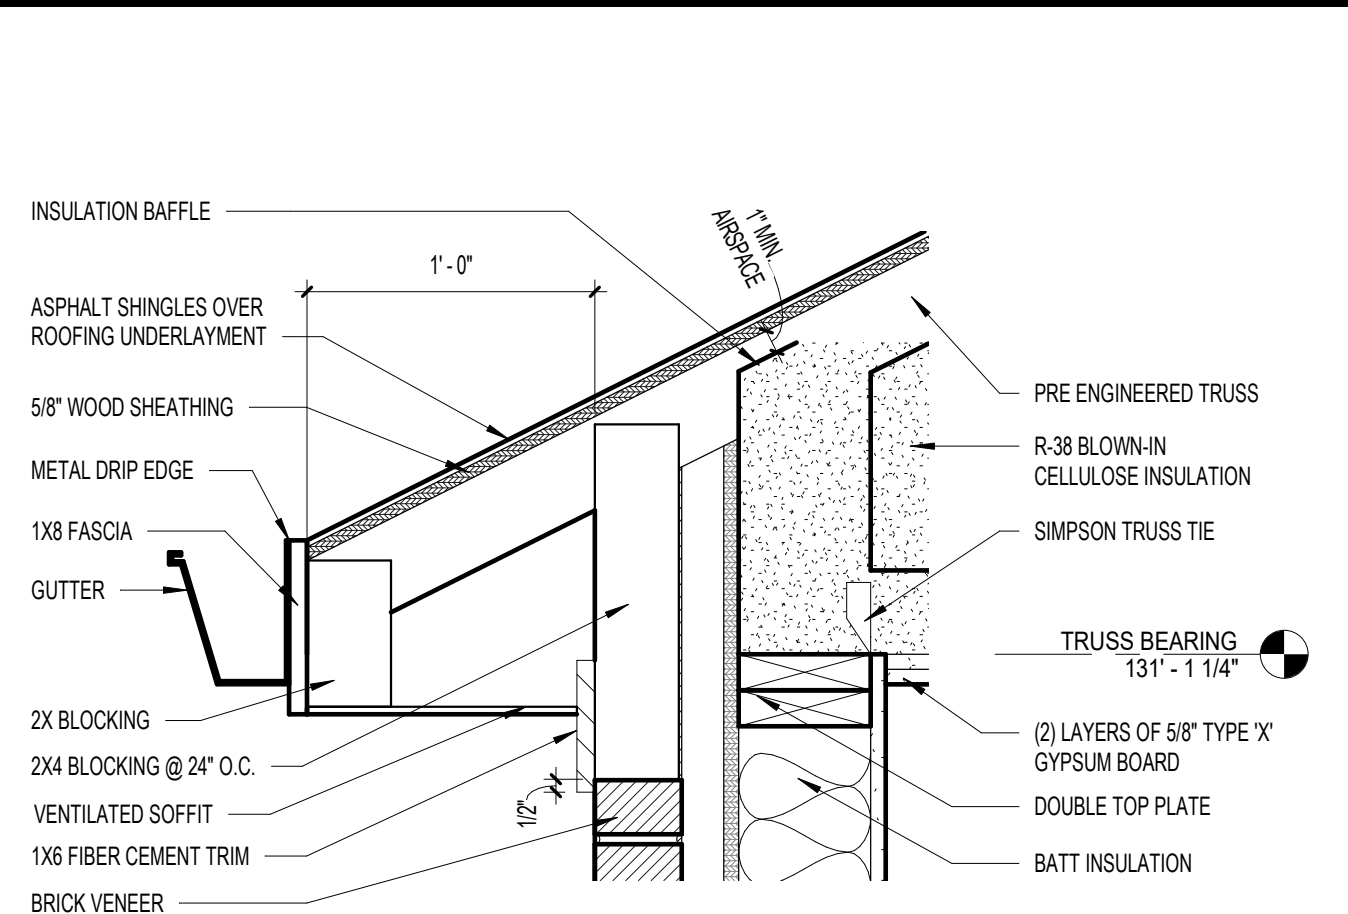 INSULATION BAFFLE
1' - 0"
1" MIN.
AIRSPACE
ASPHALT SHINGLES OVER
ROOFING UNDERLAYMENT
5/8" WOOD SHEATHING
METAL DRIP EDGE
1X8 FASCIA
GUTTER
2X BLOCKING
2X4 BLOCKING @ 24" O.C.
VENTILATED SOFFIT
1/2"
1X6 FIBER CEMENT TRIM
BRICK VENEER
PRE ENGINEERED TRUSS
R-38 BLOWN-IN
CELLULOSE INSULATION
SIMPSON TRUSS TIE
TRUSS BEARING
131' - 1 1/4"
(2) LAYERS OF 5/8" TYPE 'X'
GYPSUM BOARD
DOUBLE TOP PLATE
BATT INSULATION